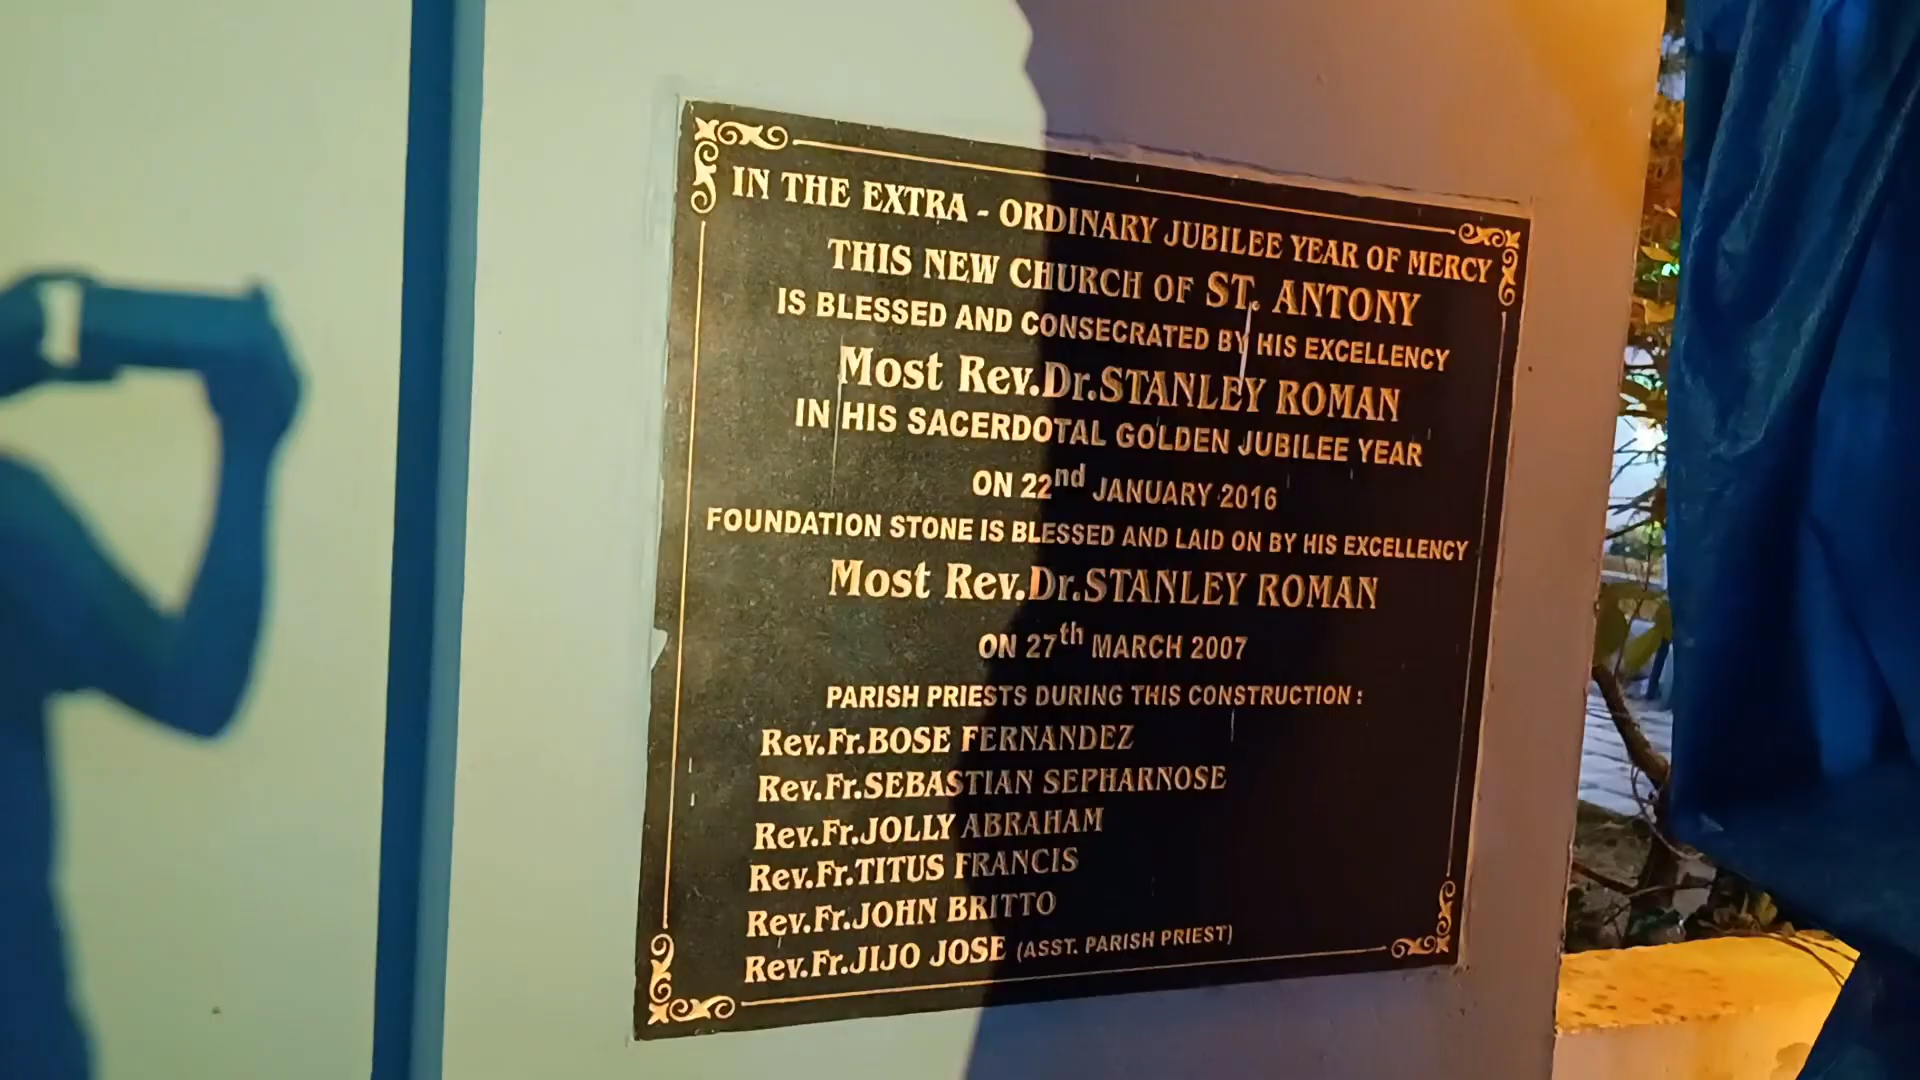 IN THE EXTRA - ORDINARY JUBILEE YEAR OF MERCY
THIS NEW CHURCH OF ST. ANTONY
IS BLESSED AND CONSECRATED BY HIS EXCELLENCY
Most Rev.Dr.STANLEY ROMAN
IN HIS SACERDOTAL GOLDEN JUBILEE YEAR
ON 22nd JANUARY 2016
FOUNDATION STONE IS BLESSED AND LAID ON BY HIS EXCELLENCY
Most Rev.Dr.STANLEY ROMAN
ON 27th MARCH 2007
PARISH PRIESTS DURING THIS CONSTRUCTION :
Rev.Fr.BOSE FERNANDEZ
Rev.Fr.SEBASTIAN SEPHARNOSE
Rev.Fr.JOLLY ABRAHAM
Rev.Fr.TITUS FRANCIS
Rev.Fr.JOHN BRITTO
Rev.Fr.JIJO JOSE (ASST. PARISH PRIEST)